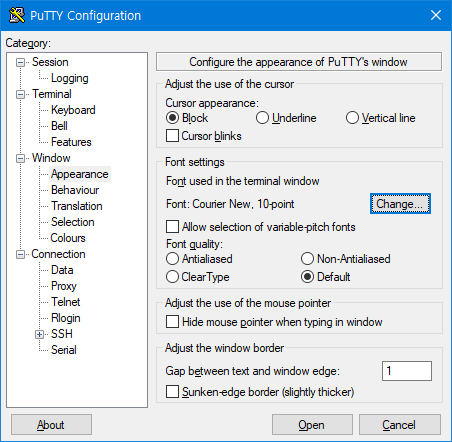 PuTTY Configuration
Category:
Session
Logging
Terminal
Keyboard
Bell
Features
Window
Appearance
Behaviour
Translation
Selection
Colours
Connection
Data
Proxy
Telnet
Rlogin
SSH
Serial
Configure the appearance of PuTTY's window
Adjust the use of the cursor
Cursor appearance:
Block Underline Vertical line
Cursor blinks
Font settings
Font used in the terminal window
Font: Courier New, 10-point Change...
Allow selection of variable-pitch fonts
Font quality:
Antialiased Non-Antialiased
ClearType Default
Adjust the use of the mouse pointer
Hide mouse pointer when typing in window
Adjust the window border
Gap between text and window edge: 1
Sunken-edge border (slightly thicker)
About Open Cancel